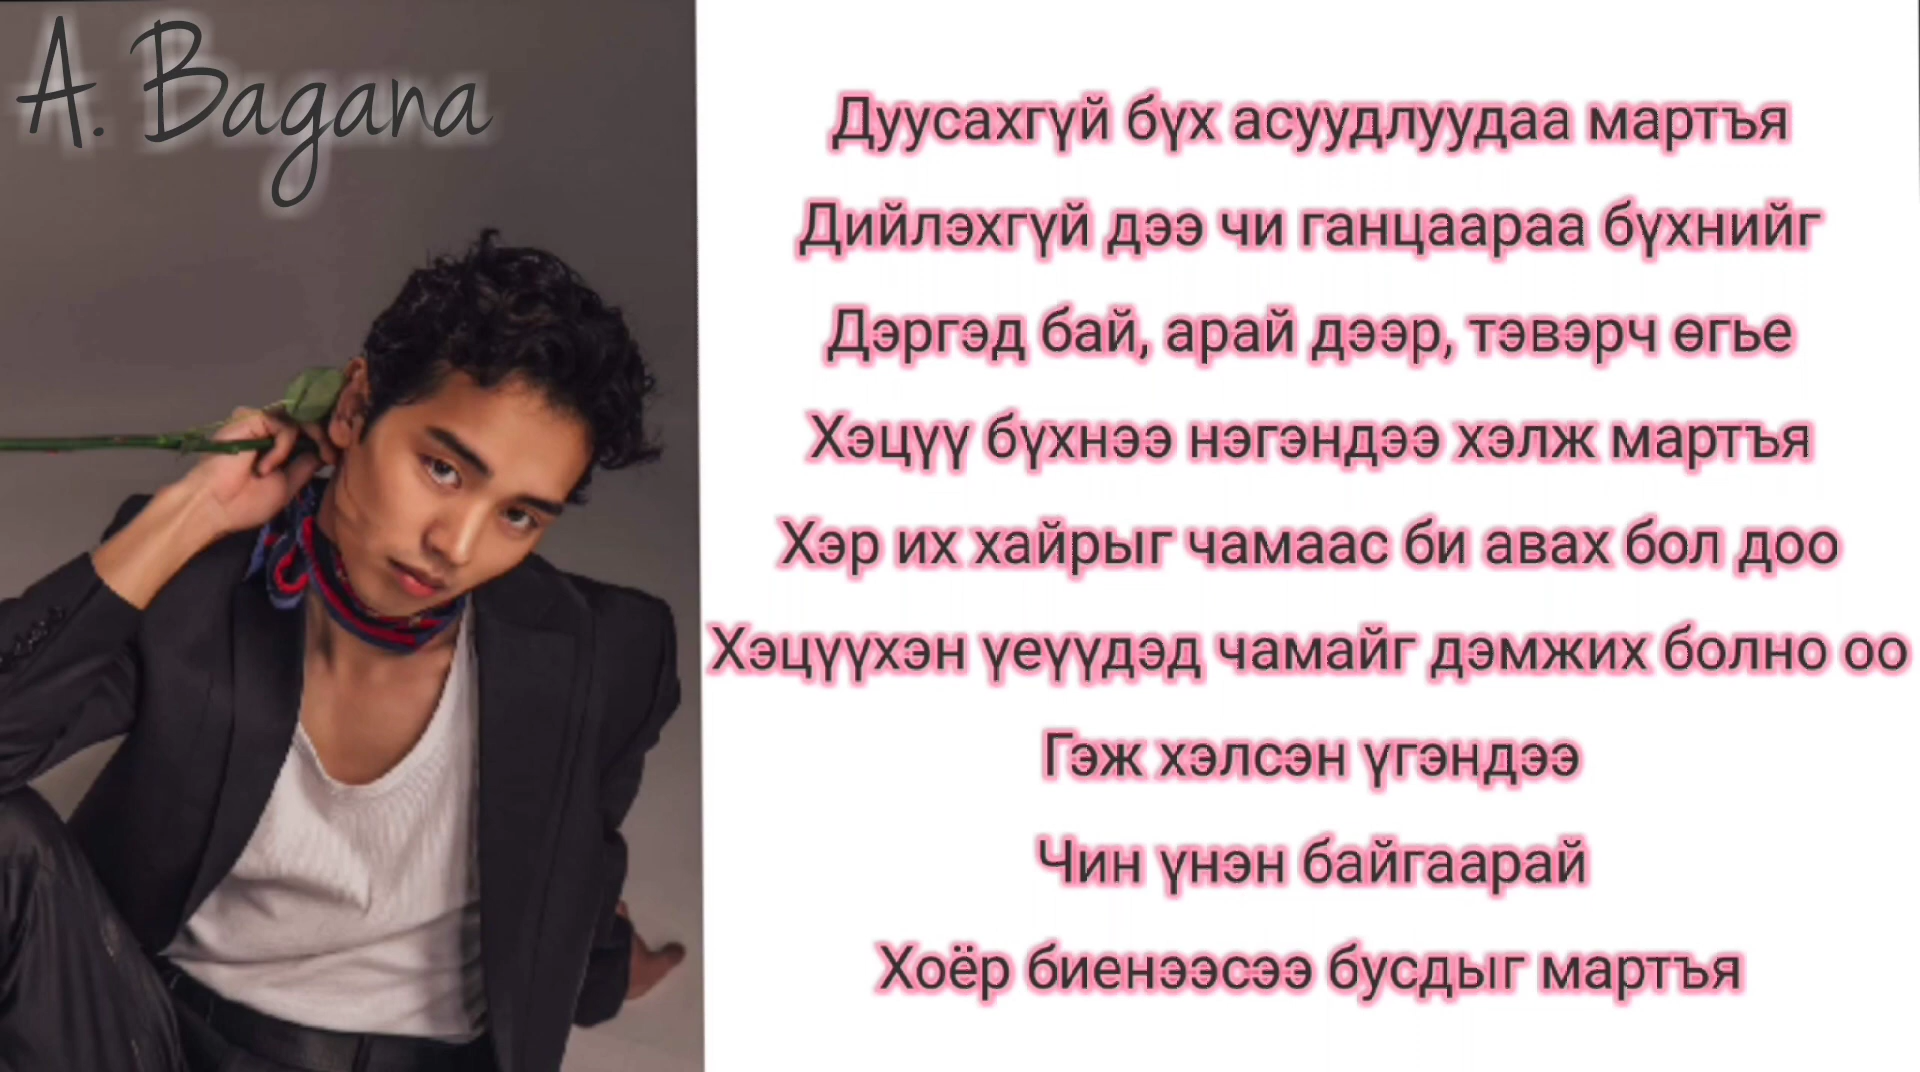 A. Bagana
Дуусахгүй бүх асуудлуудаа мартъя
Дийлэхгүй дээ чи ганцаараа бүхнийг
Дэргэд бай, арай дээр, тэвэрч өгье
Хэцүү бүхнээ нэгэндээ хэлж мартъя
Хэр их хайрыг чамаас би авах бол доо
Хэцүүхэн үеүүдэд чамайг дэмжих болно оо
Гэж хэлсэн үгэндээ
Чин үнэн байгаарай
Хоёр биенээсээ бусдыг мартъя